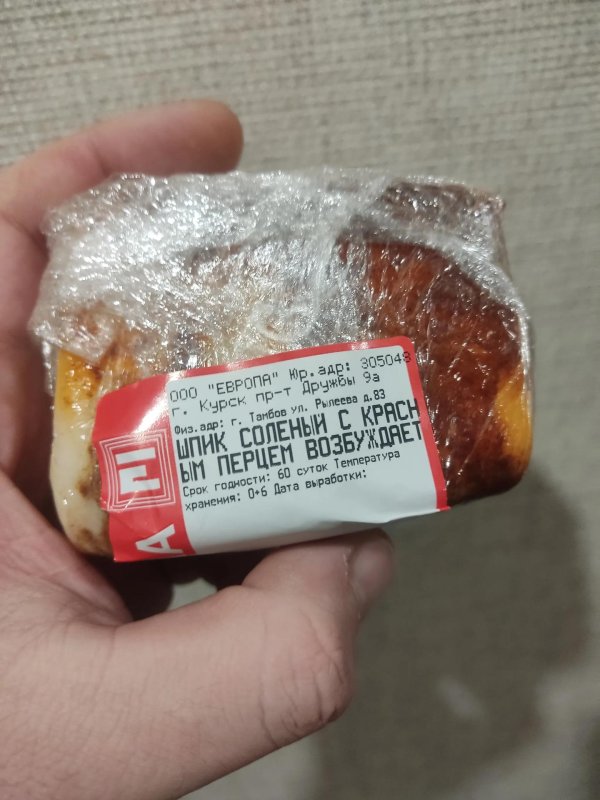 ООО "ЕВРОПА" Юр.адр: 305048
г. Курск пр-т Дружбы 9а
Физ.адр: г. Тамбов ул. Рылеева д.83
ШПИК СОЛЕНЫЙ С КРАСН
ЫМ ПЕРЦЕМ ВОЗБУЖДАЕТ
Срок годности: 60 суток Температура
хранения: 0+6 Дата выработки:
А